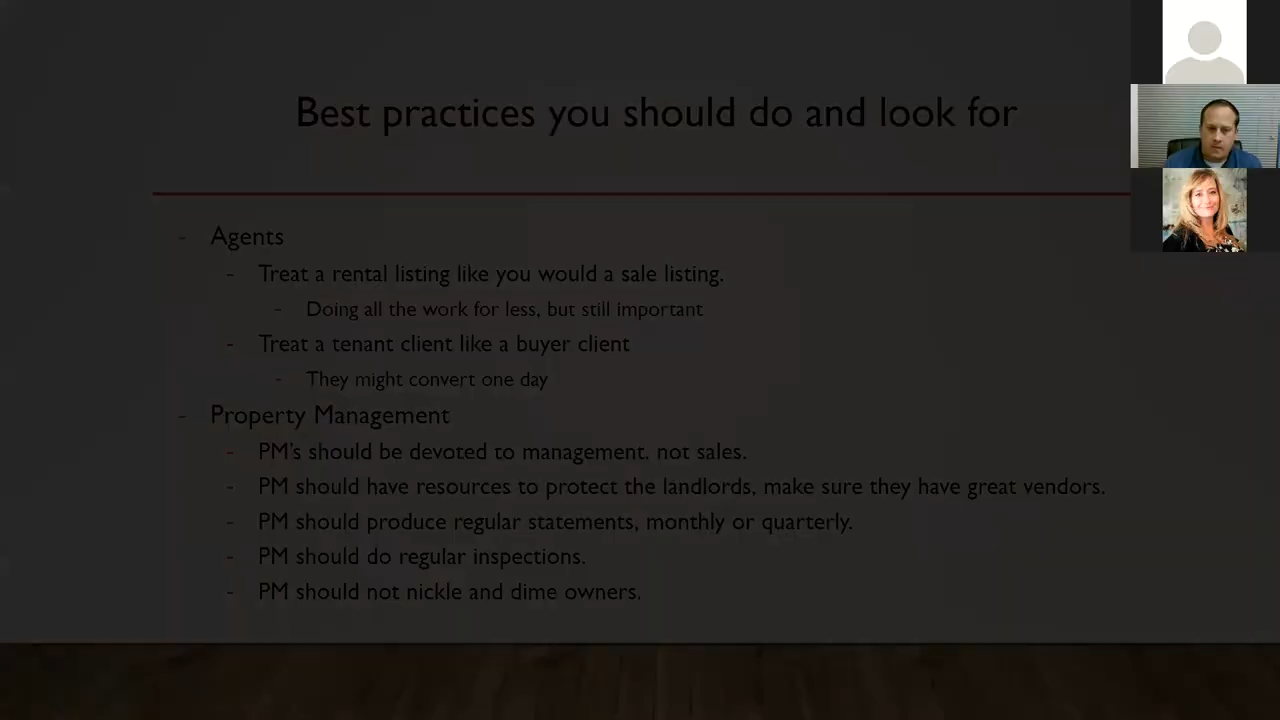 Best practices you should do and look for
- Agents
- Treat a rental listing like you would a sale listing.
- Doing all the work for less, but still important
- Treat a tenant client like a buyer client
- They might convert one day
- Property Management
- PM's should be devoted to management. not sales.
- PM should have resources to protect the landlords, make sure they have great vendors.
- PM should produce regular statements, monthly or quarterly.
- PM should do regular inspections.
- PM should not nickle and dime owners.